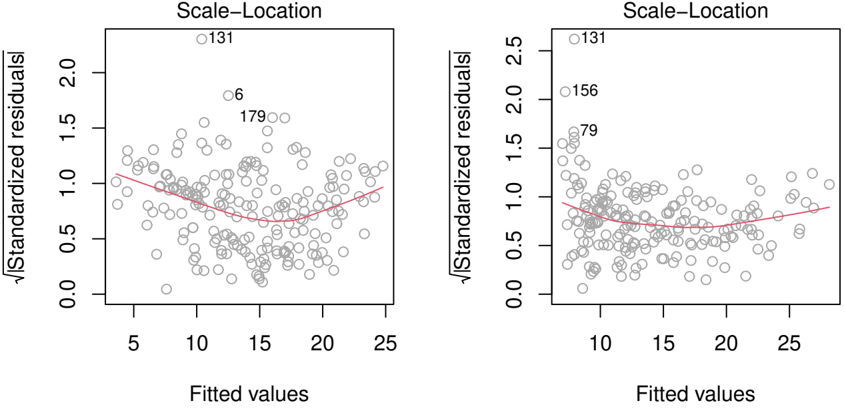 Scale−Location
√|Standardized residuals|
2.0
1.5
1.0
0.5
0.0
131
6
179
5 10 15 20 25
Fitted values
Scale−Location
√|Standardized residuals|
2.5
2.0
1.5
1.0
0.5
0.0
131
156
79
10 15 20 25
Fitted values